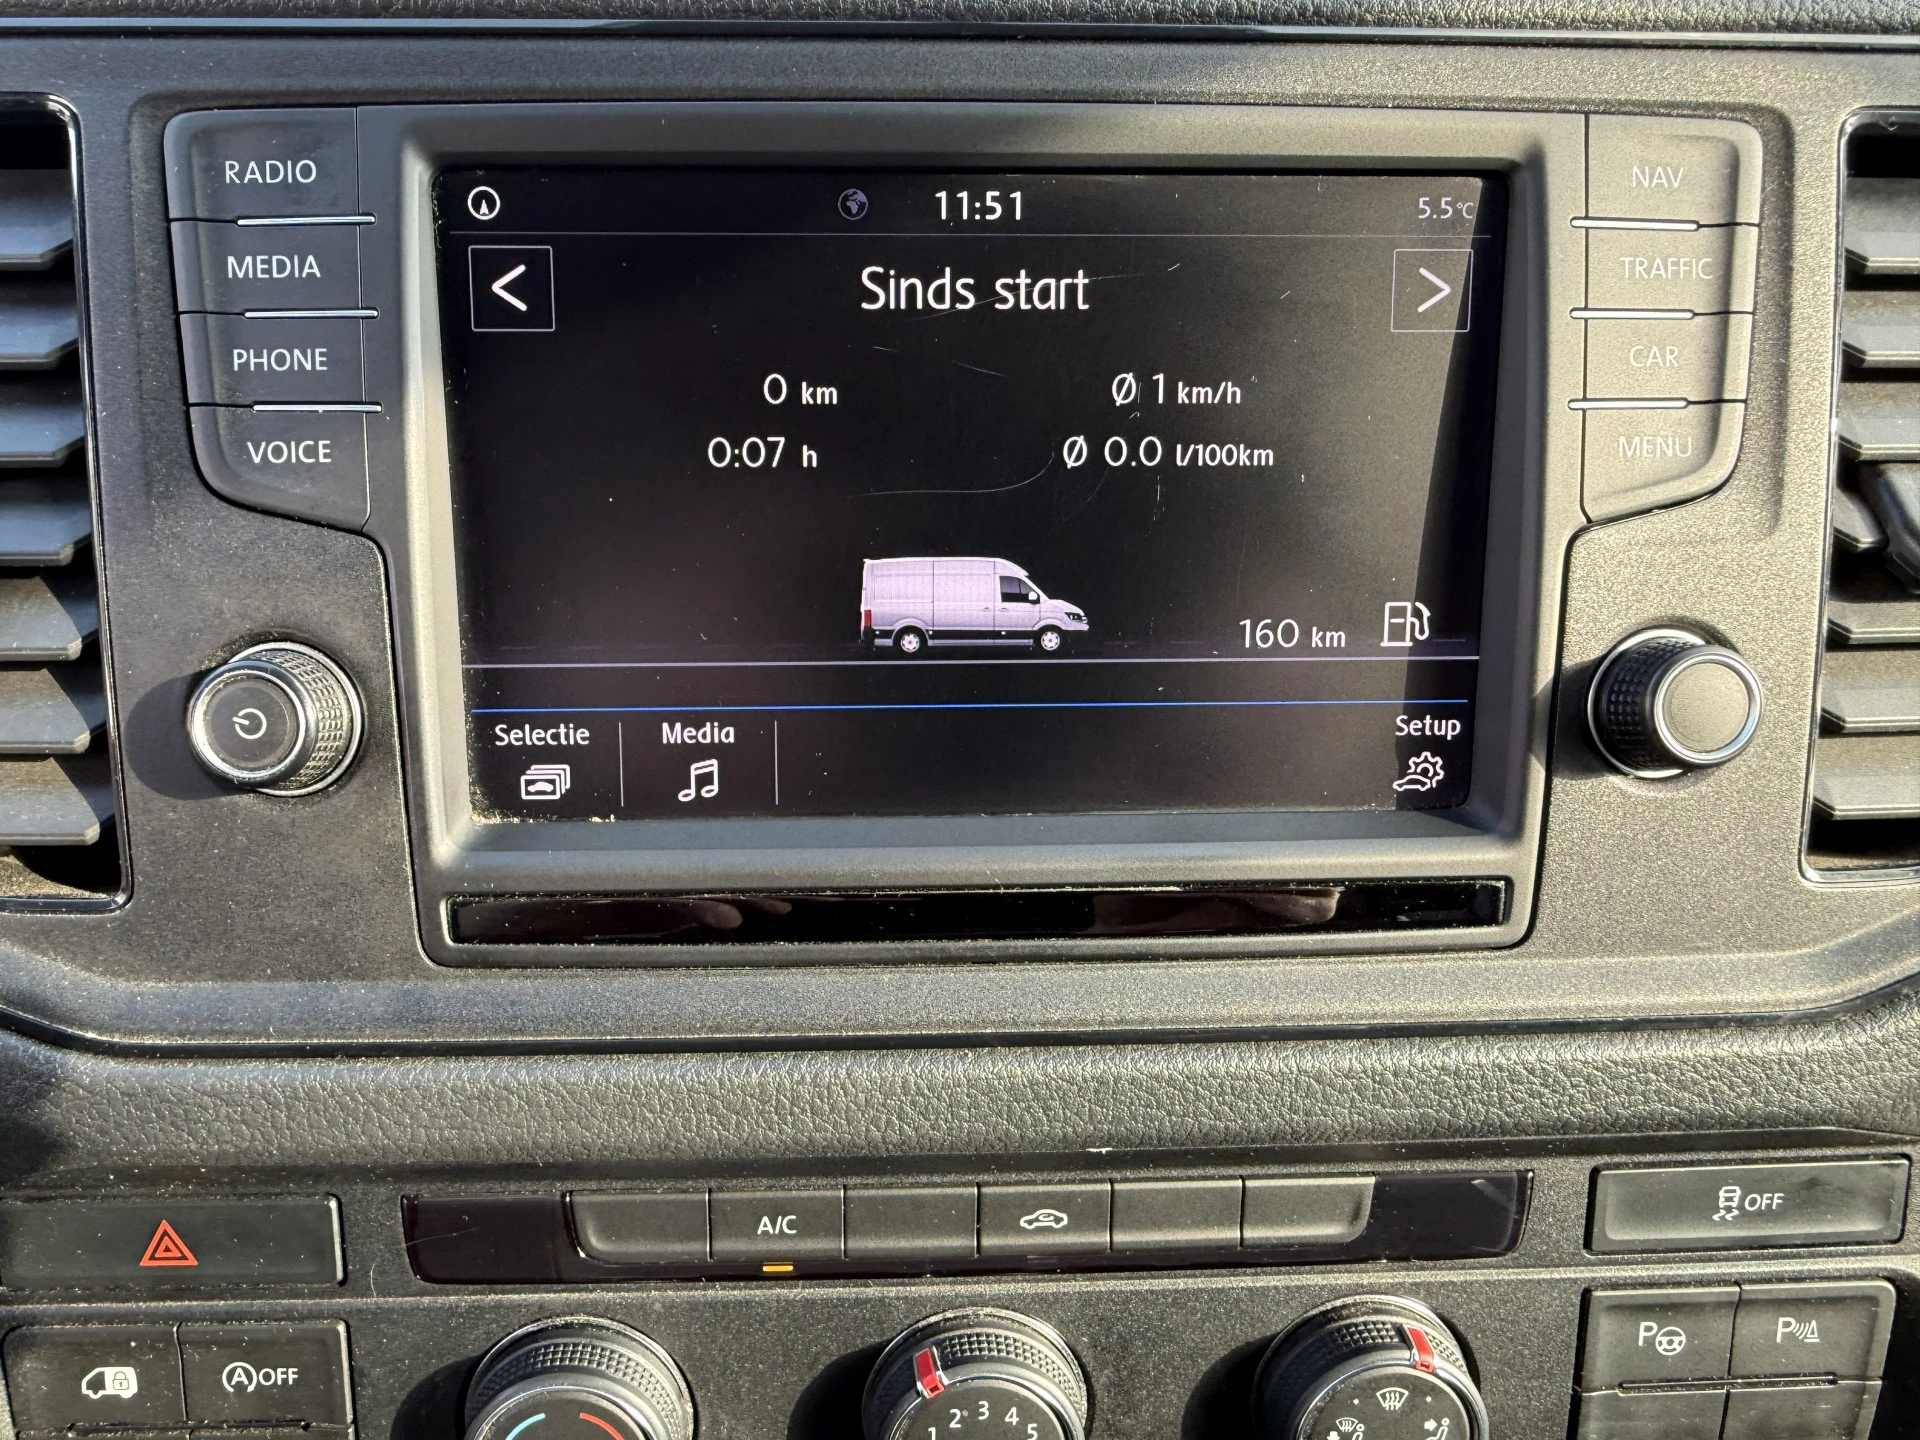 RADIO
MEDIA
PHONE
VOICE
11:51
5.5°C
<
Sinds start
>
0 km
Ø 1 km/h
0:07 h
Ø 0.0 l/100km
160 km
Selectie
Media
Setup
NAV
TRAFFIC
CAR
MENU
A/C
OFF
A OFF
1 2 3 4 5
P
P